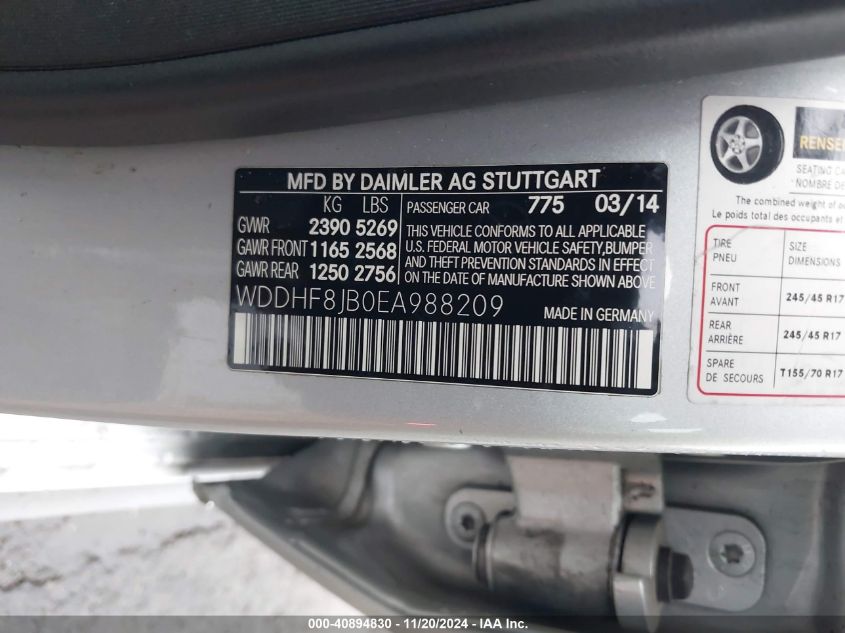 MFD BY DAIMLER AG STUTTGART
KG LBS PASSENGER CAR 775 03/14
GVWR 2390 5269
GAWR FRONT 1165 2568
GAWR REAR 1250 2756
THIS VEHICLE CONFORMS TO ALL APPLICABLE
U.S. FEDERAL MOTOR VEHICLE SAFETY, BUMPER
AND THEFT PREVENTION STANDARDS IN EFFECT
ON THE DATE OF MANUFACTURE SHOWN ABOVE.
WDDHF8JB0EA988209 MADE IN GERMANY
SEATING
NOMBRE DE
The combined weight of
Le poids total des occupants et
TIRE SIZE
PNEU DIMENSIONS
FRONT
AVANT 245/45 R17
REAR
ARRIÈRE 245/45 R17
SPARE
DE SECOURS T155/70 R17
000-40894830 - 11/20/2024 - IAA Inc.